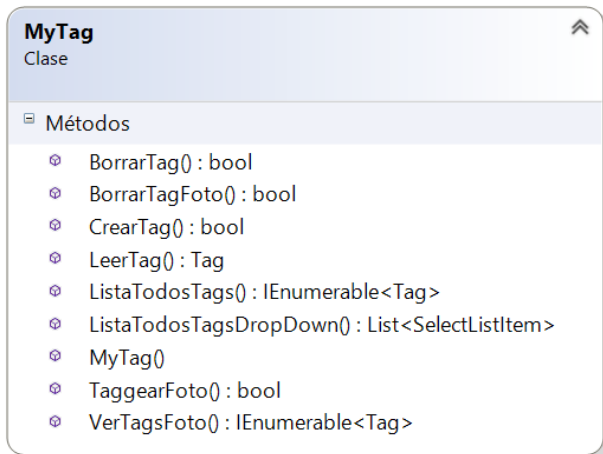 MyTag
Clase
Métodos
BorrarTag() : bool
BorrarTagFoto() : bool
CrearTag() : bool
LeerTag() : Tag
ListaTodosTags() : IEnumerable<Tag>
ListaTodosTagsDropDown() : List<SelectListItem>
MyTag()
TaggearFoto() : bool
VerTagsFoto() : IEnumerable<Tag>